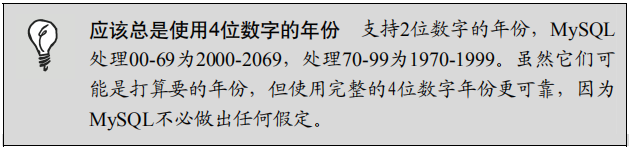 应该总是使用4位数字的年份 支持2位数字的年份，MySQL
处理00-69为2000-2069，处理70-99为1970-1999。虽然它们可
能是打算要的年份，但使用完整的4位数字年份更可靠，因为
MySQL不必做出任何假定。